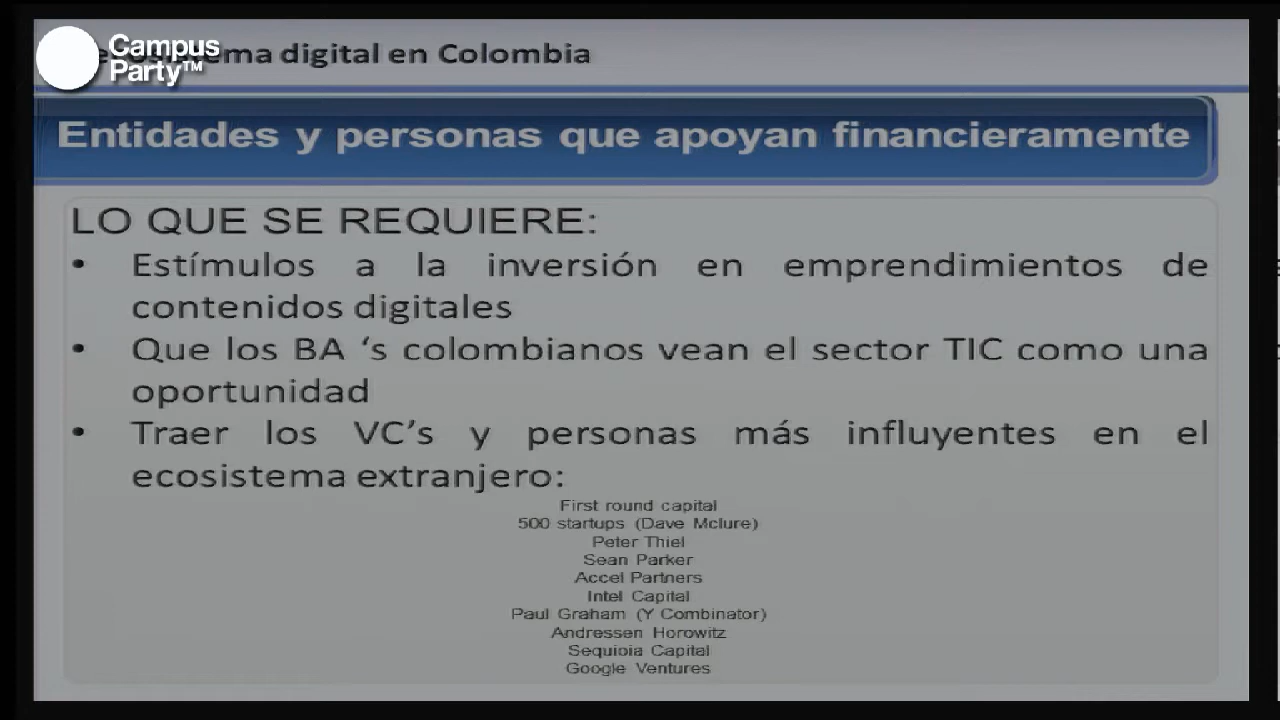 Campus
Party™
ma digital en Colombia
Entidades y personas que apoyan financieramente
LO QUE SE REQUIERE:
• Estímulos a la inversión en emprendimientos de
contenidos digitales
• Que los BA ‘s colombianos vean el sector TIC como una
oportunidad
• Traer los VC’s y personas más influyentes en el
ecosistema extranjero:
First round capital
500 startups (Dave Mclure)
Peter Thiel
Sean Parker
Accel Partners
Intel Capital
Paul Graham (Y Combinator)
Andressen Horowitz
Sequioia Capital
Google Ventures